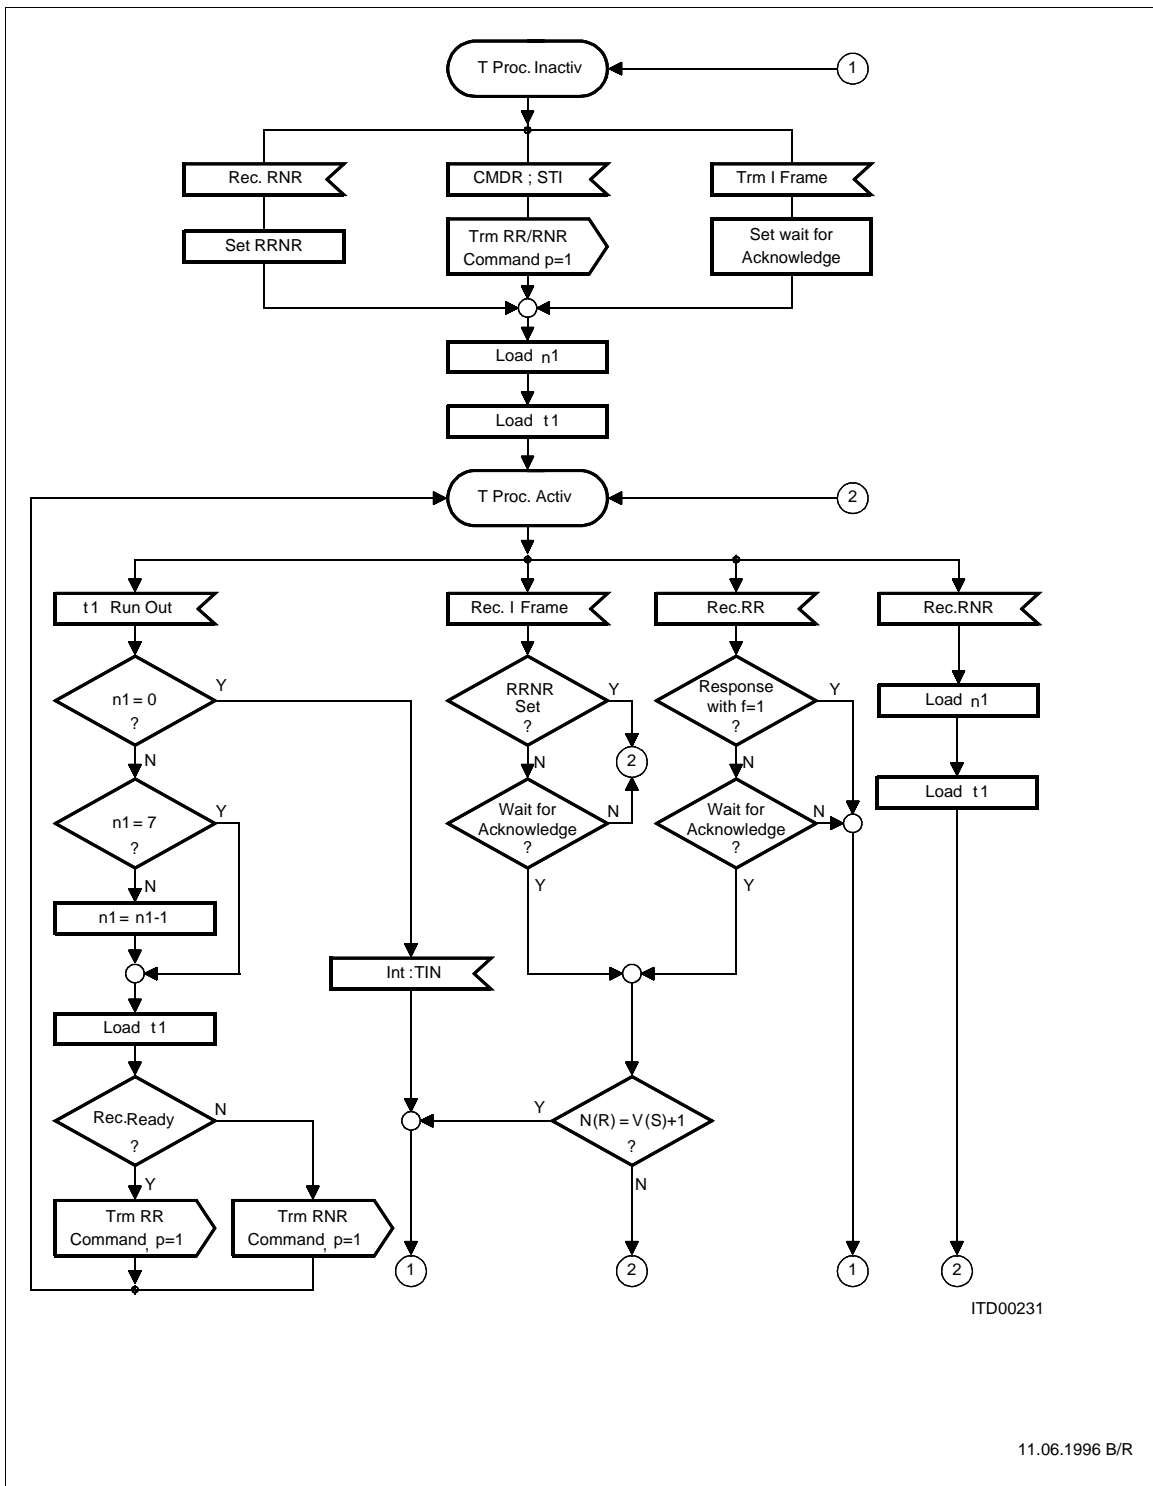 T Proc. Inactiv
1
Rec. RNR
CMDR ; STI
Trm I Frame
Set RRNR
Trm RR/RNR
Command p=1
Set wait for
Acknowledge
Load n1
Load t1
T Proc. Activ
2
t1 Run Out
Rec. I Frame
Rec.RR
Rec.RNR
n1 = 0
?
Y
N
RRNR
Set
?
Y
N
2
Response
with f=1
?
Y
N
Load n1
n1 = 7
?
Y
N
Wait for
Acknowledge
?
N
Y
Wait for
Acknowledge
?
N
Y
Load t1
n1 = n1-1
Int : TIN
Load t1
Rec.Ready
?
N
Y
N(R) = V(S)+1
?
Y
N
Trm RR
Command, p=1
Trm RNR
Command, p=1
1
2
1
2
ITD00231
11.06.1996 B/R